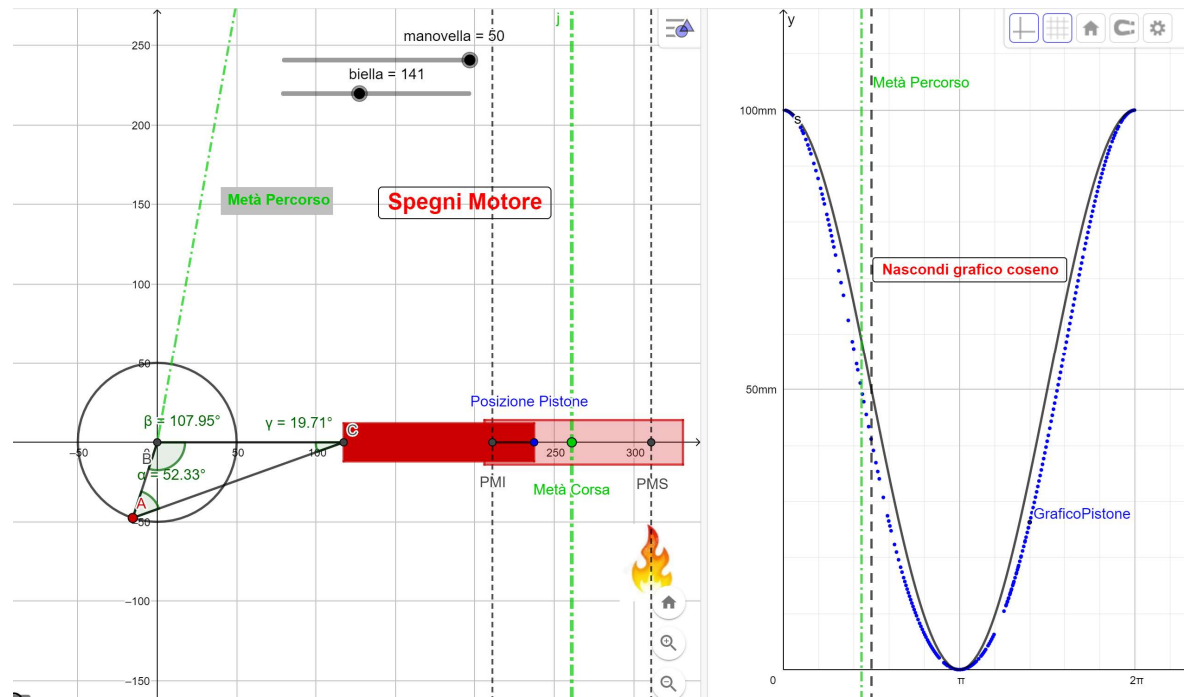 j
y
manovella = 50
biella = 141
Metà Percorso
Spegni Motore
250
200
150
100
50
−50
−100
−150
−50
0
50
100
250
300
β = 107.95°
γ = 19.71°
α = 52.33°
B
A
C
Posizione Pistone
PMI
Metà Corsa
PMS
Metà Percorso
100mm
s
Nascondi grafico coseno
50mm
GraficoPistone
0
π
2π